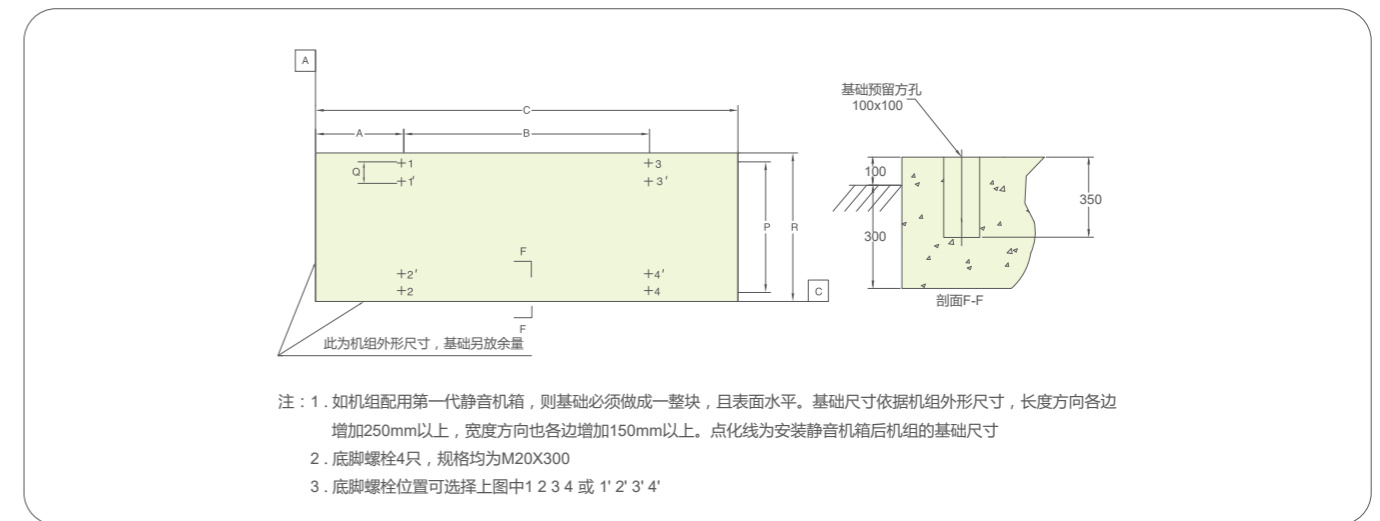 A
C
A
B
Q
1
1'
3
3'
P
R
F
2'
2
4'
4
C
F
此为机组外形尺寸，基础另放余量
基础预留方孔
100x100
100
350
300
剖面F-F
注：1 . 如机组配用第一代静音机箱，则基础必须做成一整块，且表面水平。基础尺寸依据机组外形尺寸，长度方向各边
增加250mm以上，宽度方向也各边增加150mm以上。点化线为安装静音机箱后机组的基础尺寸
2 . 底脚螺栓4只，规格均为M20X300
3 . 底脚螺栓位置可选择上图中1 2 3 4 或 1' 2' 3' 4'